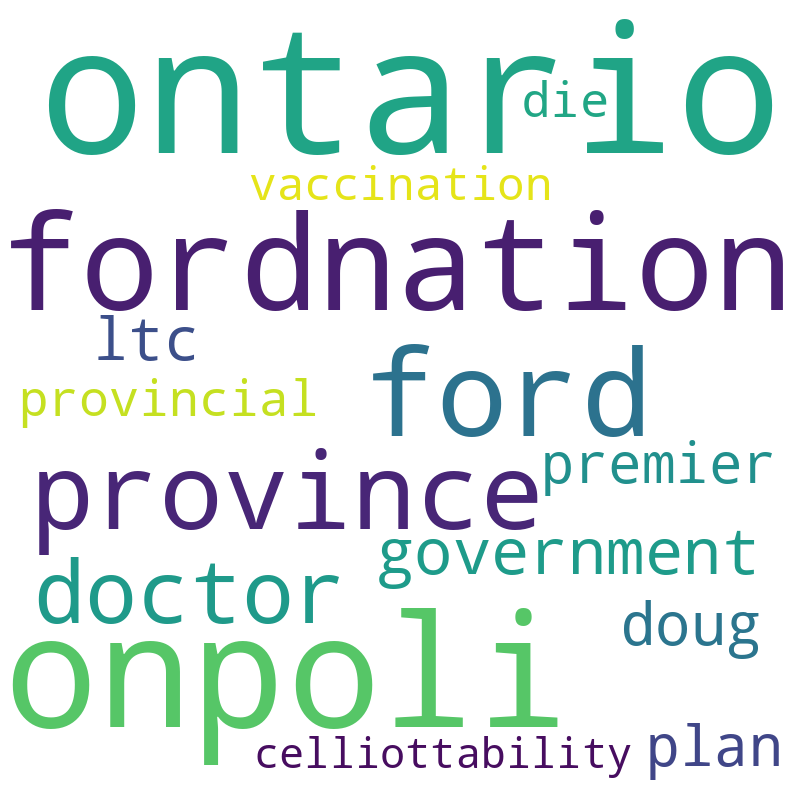 ontario
die
vaccination
fordnation
ltc
ford
provincial
premier
province
government
doctor
doug
onpoli
plan
celliottability